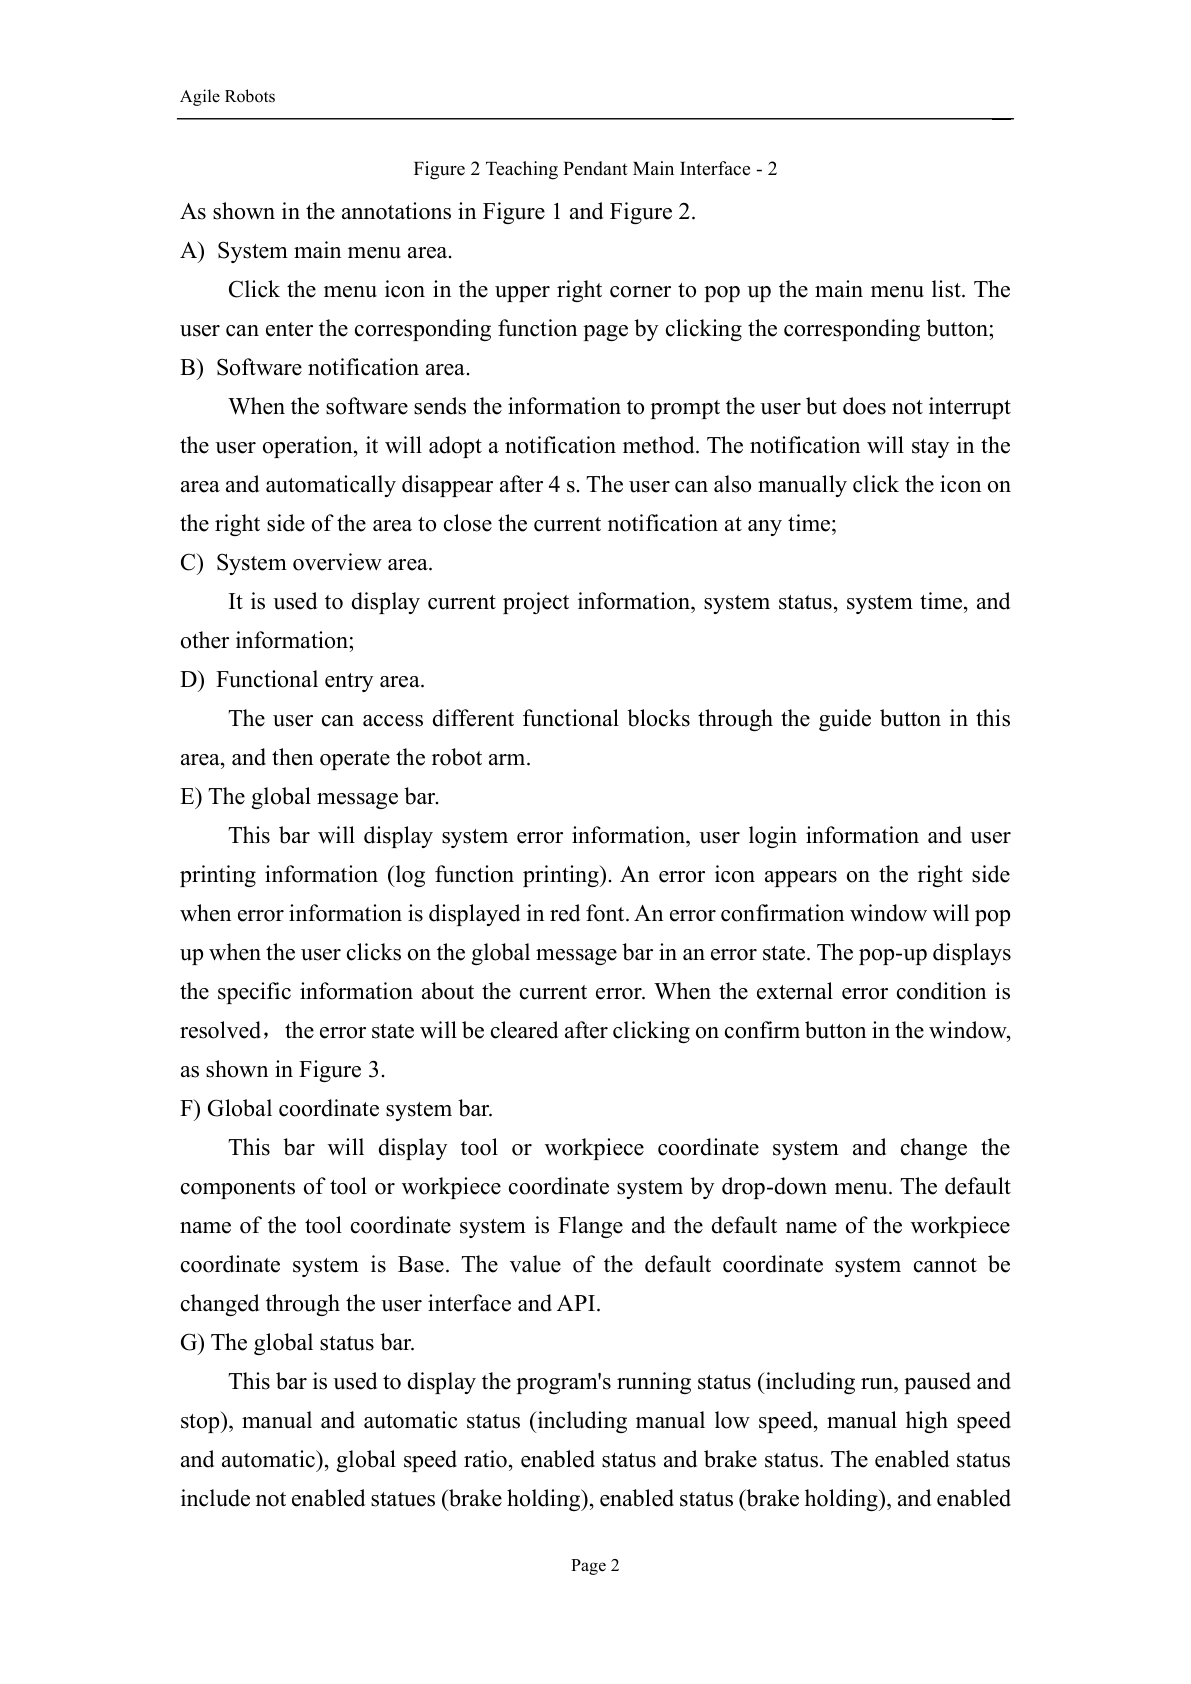 Agile Robots
Figure 2 Teaching Pendant Main Interface - 2
As shown in the annotations in Figure 1 and Figure 2.
A) System main menu area.
Click the menu icon in the upper right corner to pop up the main menu list. The
user can enter the corresponding function page by clicking the corresponding button;
B) Software notification area.
When the software sends the information to prompt the user but does not interrupt
the user operation, it will adopt a notification method. The notification will stay in the
area and automatically disappear after 4 s. The user can also manually click the icon on
the right side of the area to close the current notification at any time;
C) System overview area.
It is used to display current project information, system status, system time, and
other information;
D) Functional entry area.
The user can access different functional blocks through the guide button in this
area, and then operate the robot arm.
E) The global message bar.
This bar will display system error information, user login information and user
printing information (log function printing). An error icon appears on the right side
when error information is displayed in red font. An error confirmation window will pop
up when the user clicks on the global message bar in an error state. The pop-up displays
the specific information about the current error. When the external error condition is
resolved，the error state will be cleared after clicking on confirm button in the window,
as shown in Figure 3.
F) Global coordinate system bar.
This bar will display tool or workpiece coordinate system and change the
components of tool or workpiece coordinate system by drop-down menu. The default
name of the tool coordinate system is Flange and the default name of the workpiece
coordinate system is Base. The value of the default coordinate system cannot be
changed through the user interface and API.
G) The global status bar.
This bar is used to display the program's running status (including run, paused and
stop), manual and automatic status (including manual low speed, manual high speed
and automatic), global speed ratio, enabled status and brake status. The enabled status
include not enabled statues (brake holding), enabled status (brake holding), and enabled
Page 2